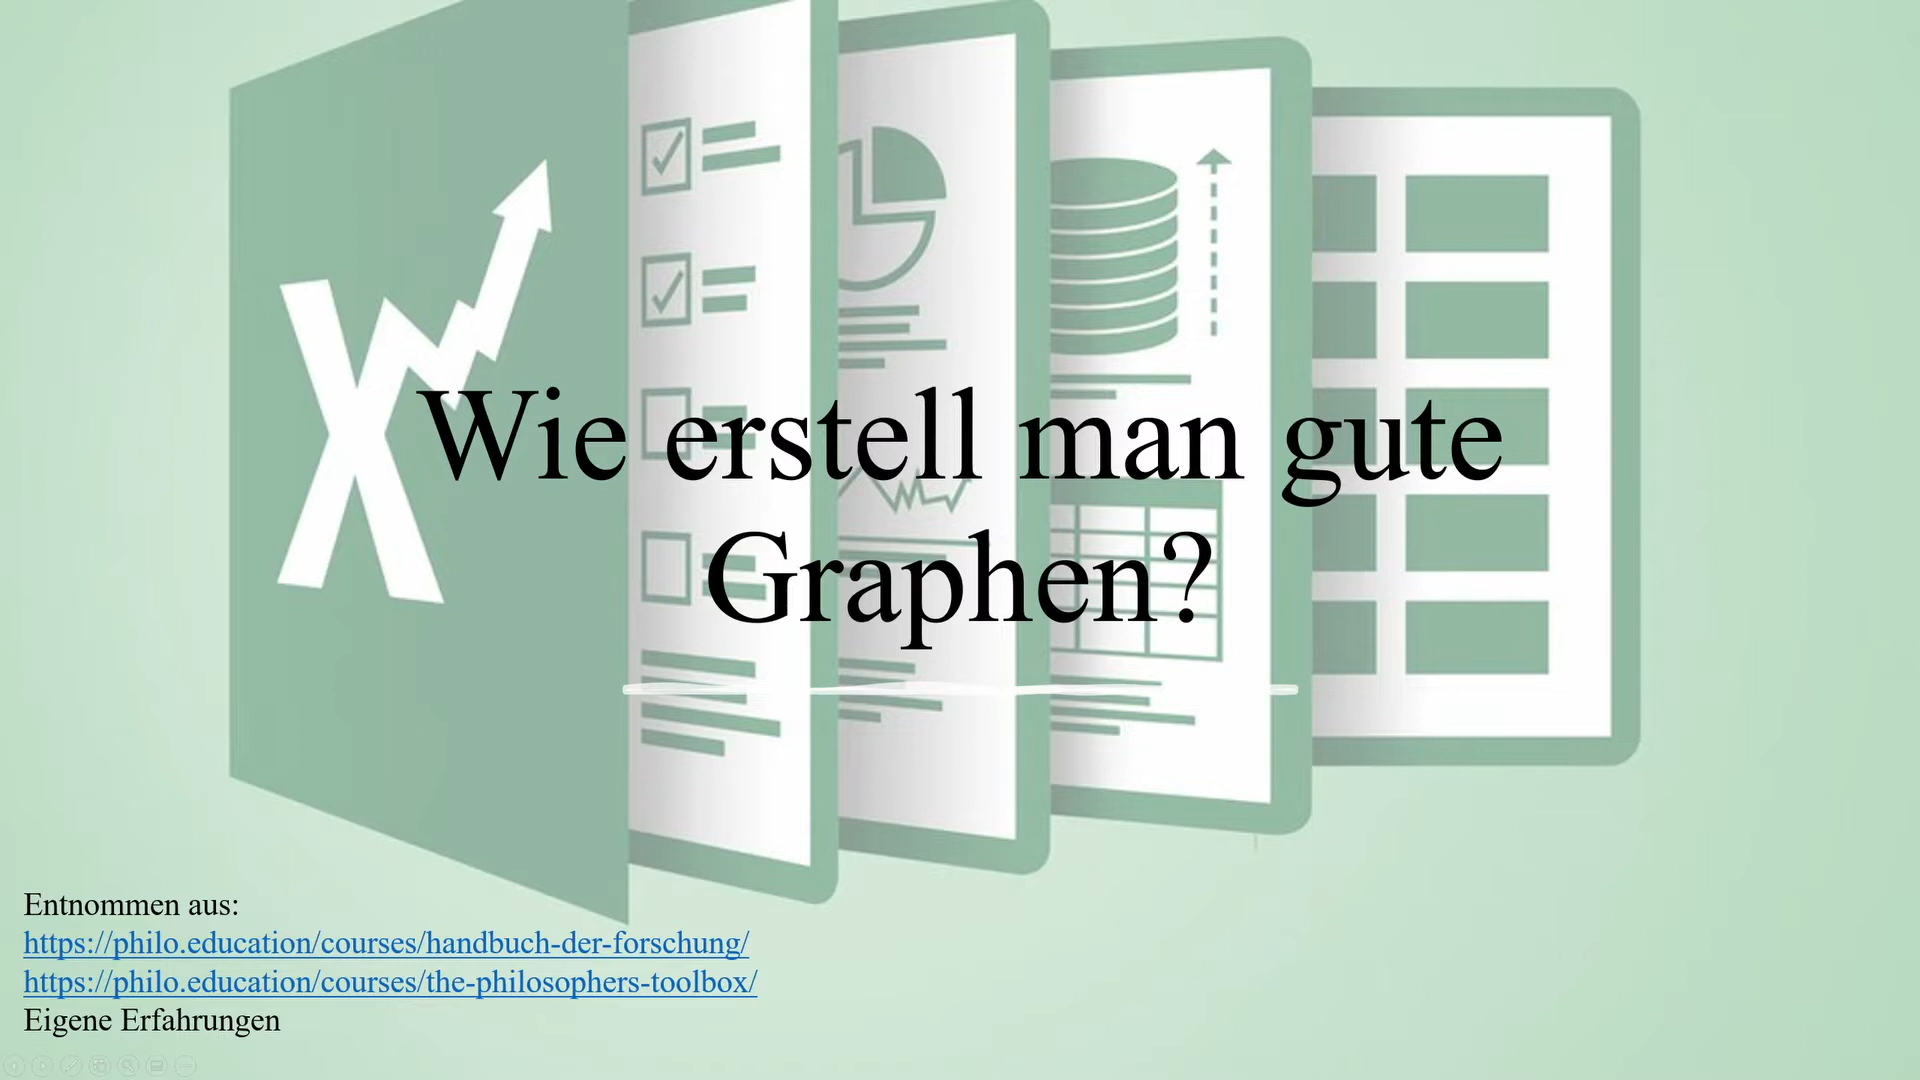 Wie erstell man gute
Graphen?
Entnommen aus:
https://philo.education/courses/handbuch-der-forschung/
https://philo.education/courses/the-philosophers-toolbox/
Eigene Erfahrungen